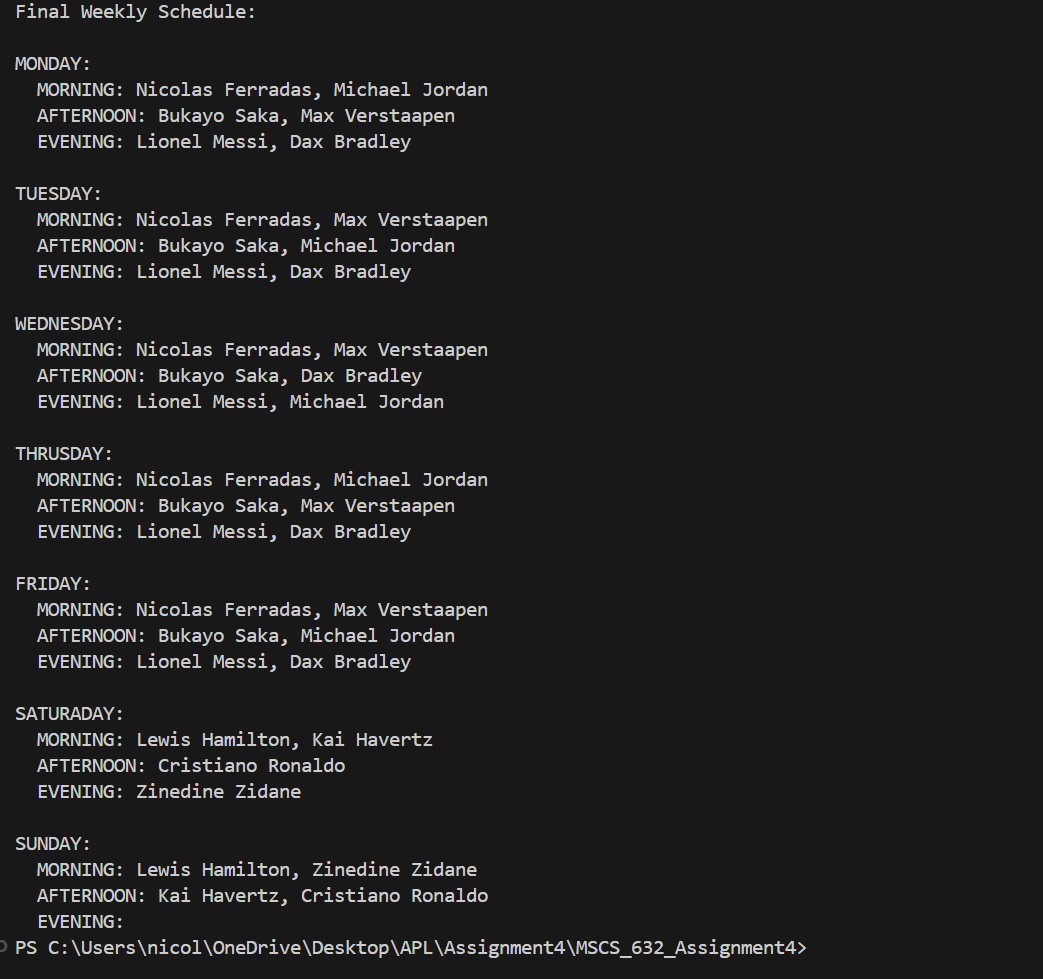 Final Weekly Schedule:
MONDAY:
MORNING: Nicolas Ferradas, Michael Jordan
AFTERNOON: Bukayo Saka, Max Verstaapen
EVENING: Lionel Messi, Dax Bradley
TUESDAY:
MORNING: Nicolas Ferradas, Max Verstaapen
AFTERNOON: Bukayo Saka, Michael Jordan
EVENING: Lionel Messi, Dax Bradley
WEDNESDAY:
MORNING: Nicolas Ferradas, Max Verstaapen
AFTERNOON: Bukayo Saka, Dax Bradley
EVENING: Lionel Messi, Michael Jordan
THRUSDAY:
MORNING: Nicolas Ferradas, Michael Jordan
AFTERNOON: Bukayo Saka, Max Verstaapen
EVENING: Lionel Messi, Dax Bradley
FRIDAY:
MORNING: Nicolas Ferradas, Max Verstaapen
AFTERNOON: Bukayo Saka, Michael Jordan
EVENING: Lionel Messi, Dax Bradley
SATURADAY:
MORNING: Lewis Hamilton, Kai Havertz
AFTERNOON: Cristiano Ronaldo
EVENING: Zinedine Zidane
SUNDAY:
MORNING: Lewis Hamilton, Zinedine Zidane
AFTERNOON: Kai Havertz, Cristiano Ronaldo
EVENING:
PS C:\Users\nicol\OneDrive\Desktop\APL\Assignment4\MSCS_632_Assignment4>